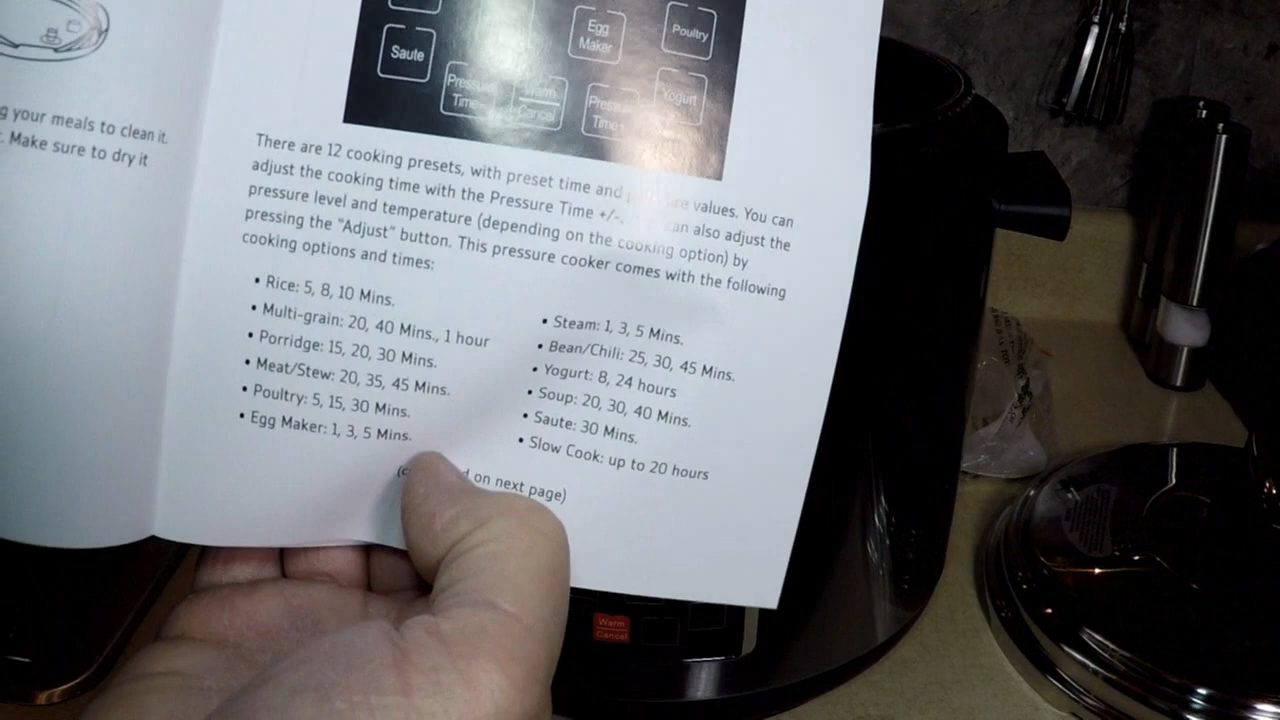 Saute
Egg
Maker
Poultry
Yogurt
Time
Time
g your meals to clean it.
. Make sure to dry it
There are 12 cooking presets, with preset time and values. You can
adjust the cooking time with the Pressure Time +/-. can also adjust the
pressure level and temperature (depending on the cooking option) by
pressing the "Adjust" button. This pressure cooker comes with the following
cooking options and times:
• Rice: 5, 8, 10 Mins.
• Multi-grain: 20, 40 Mins., 1 hour
• Porridge: 15, 20, 30 Mins.
• Meat/Stew: 20, 35, 45 Mins.
• Poultry: 5, 15, 30 Mins.
• Egg Maker: 1, 3, 5 Mins.
• Steam: 1, 3, 5 Mins.
• Bean/Chili: 25, 30, 45 Mins.
• Yogurt: 8, 24 hours
• Soup: 20, 30, 40 Mins.
• Saute: 30 Mins.
• Slow Cook: up to 20 hours
on next page)
Warm
Cancel